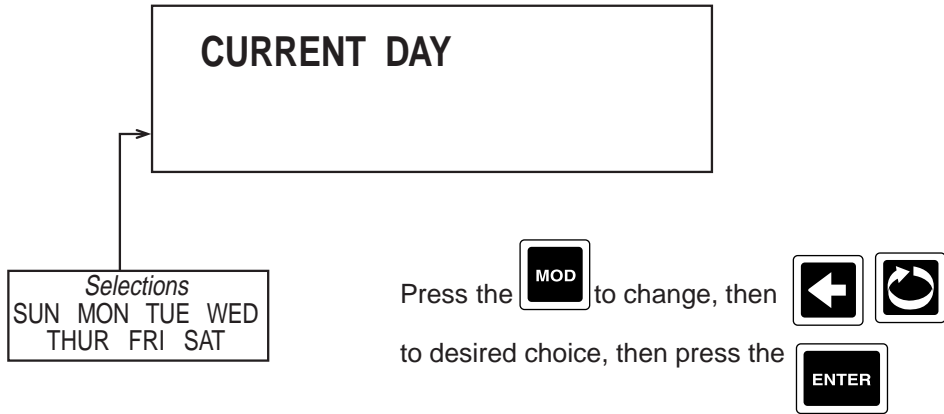 CURRENT DAY
Selections
SUN MON TUE WED
THUR FRI SAT
Press the MOD to change, then
to desired choice, then press the ENTER